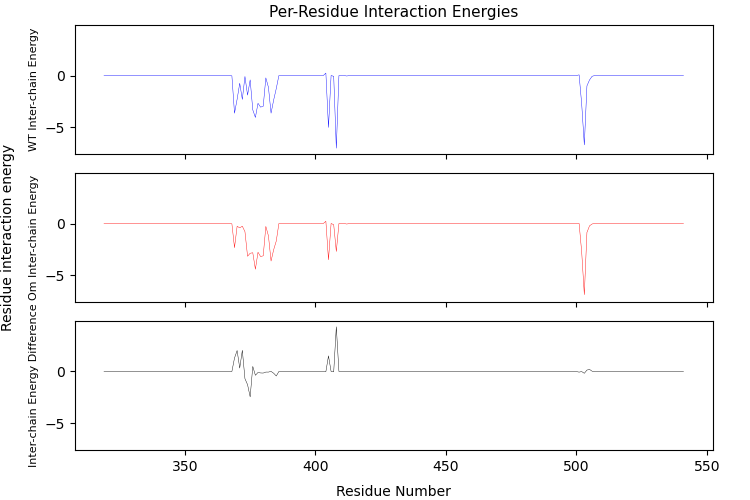 Per-Residue Interaction Energies
Residue interaction energy
WT Inter-chain Energy
0
−5
Om Inter-chain Energy
0
−5
Inter-chain Energy Difference
0
−5
350
400
450
500
550
Residue Number